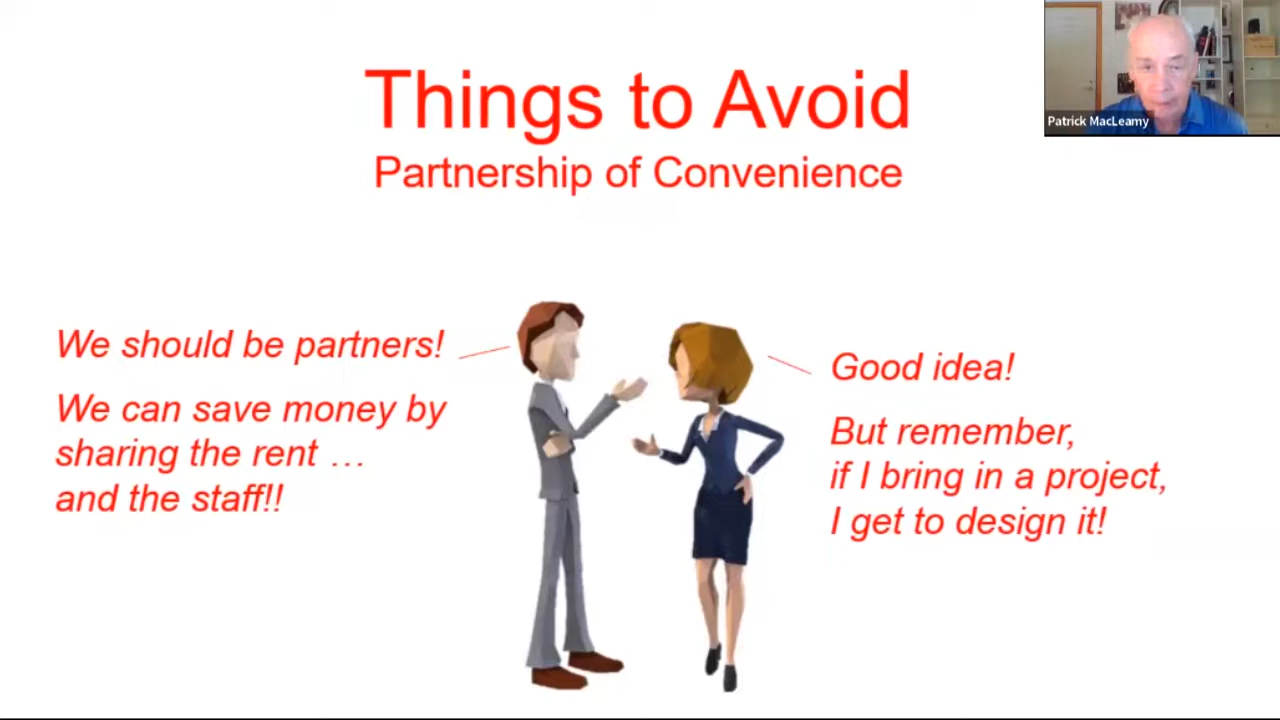 Things to Avoid
Partnership of Convenience
Patrick MacLeamy
We should be partners!
We can save money by
sharing the rent …
and the staff!!
Good idea!
But remember,
if I bring in a project,
I get to design it!